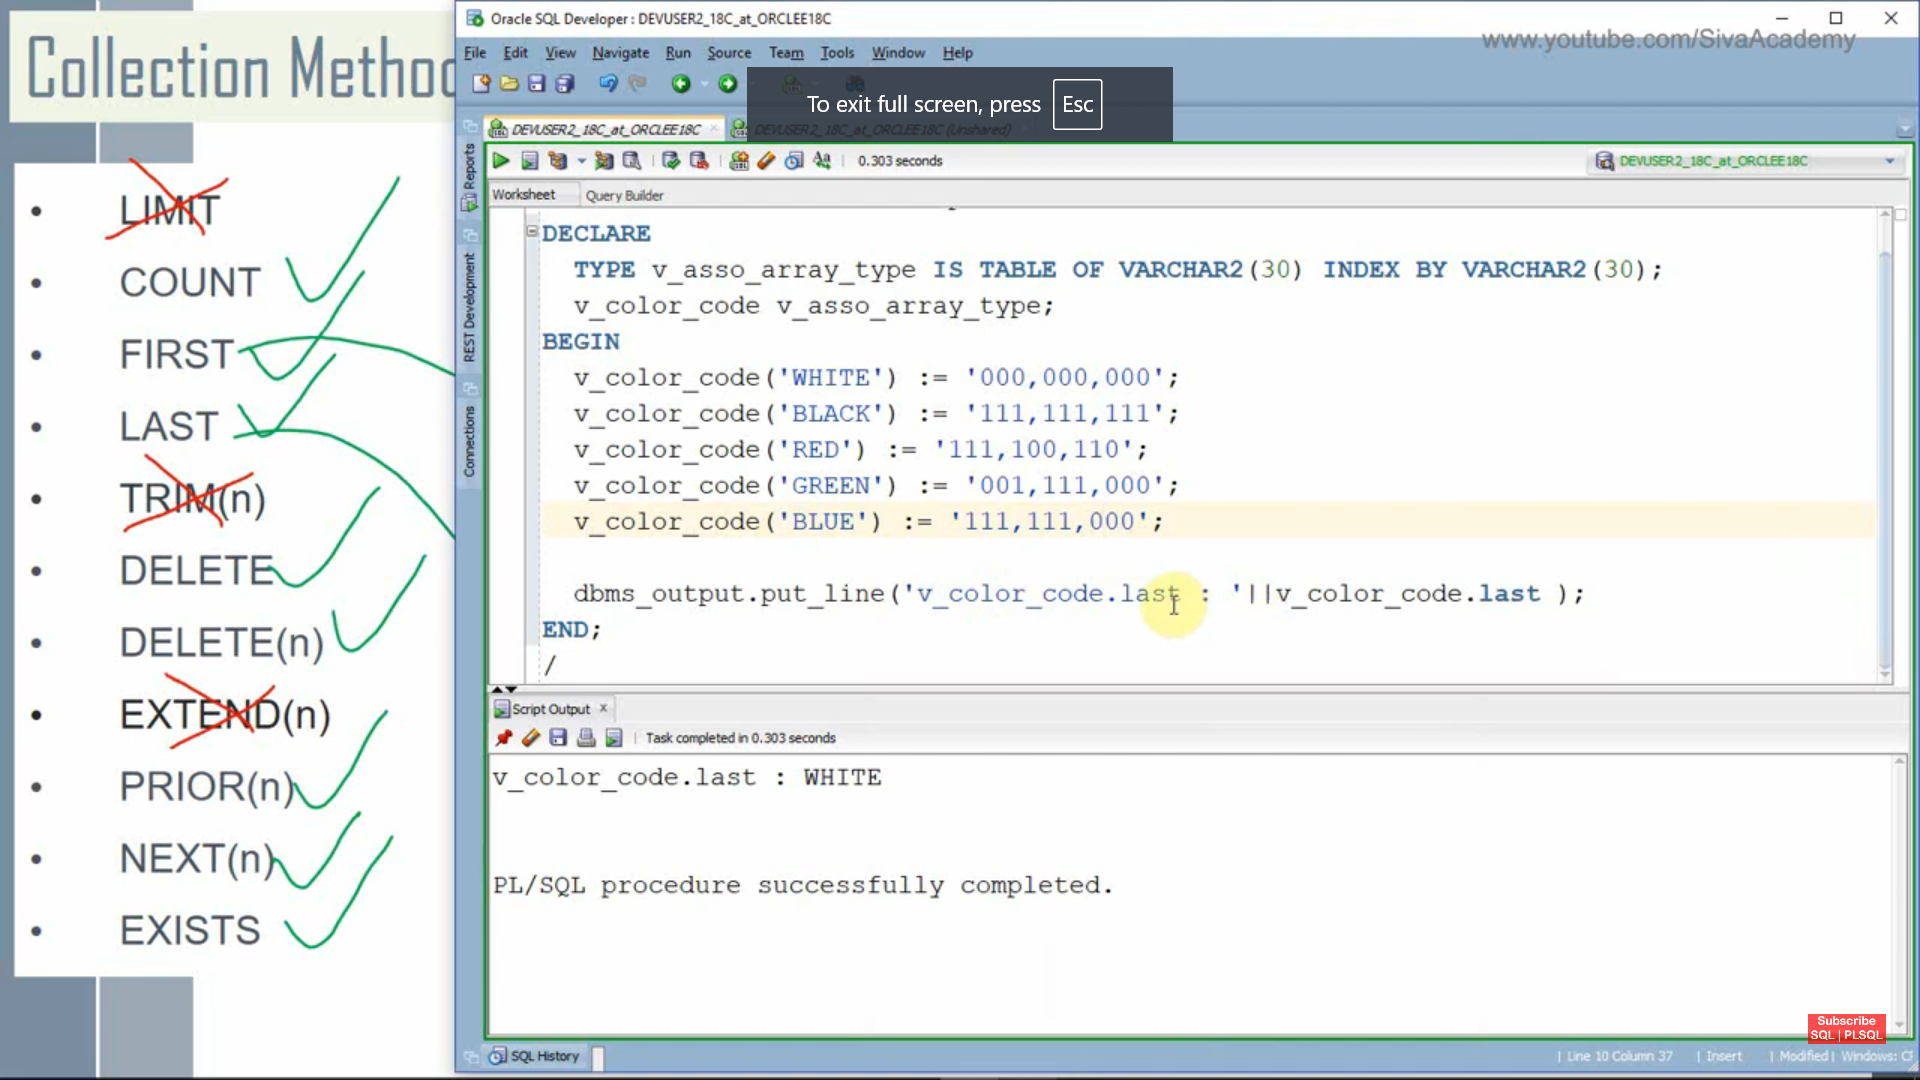 Collection Method
LIMIT
COUNT
FIRST
LAST
TRIM(n)
DELETE
DELETE(n)
EXTEND(n)
PRIOR(n)
NEXT(n)
EXISTS
Oracle SQL Developer : DEVUSER2_18C_at_ORCLEE18C
www.youtube.com/SivaAcademy
File Edit View Navigate Run Source Team Tools Window Help
To exit full screen, press Esc
DEVUSER2_18C_at_ORCLEE18C DEVUSER2_18C_at_ORCLEE18C (Unshared)
Reports
REST Development
Connections
0.303 seconds DEVUSER2_18C_at_ORCLEE18C
Worksheet Query Builder
DECLARE
TYPE v_asso_array_type IS TABLE OF VARCHAR2(30) INDEX BY VARCHAR2(30);
v_color_code v_asso_array_type;
BEGIN
v_color_code('WHITE') := '000,000,000';
v_color_code('BLACK') := '111,111,111';
v_color_code('RED') := '111,100,110';
v_color_code('GREEN') := '001,111,000';
v_color_code('BLUE') := '111,111,000';
dbms_output.put_line('v_color_code.last : '||v_color_code.last );
END;
/
Script Output
Task completed in 0.303 seconds
v_color_code.last : WHITE
PL/SQL procedure successfully completed.
Subscribe
SQL | PLSQL
SQL History
| Line 10 Column 37 | Insert | Modified | Windows: